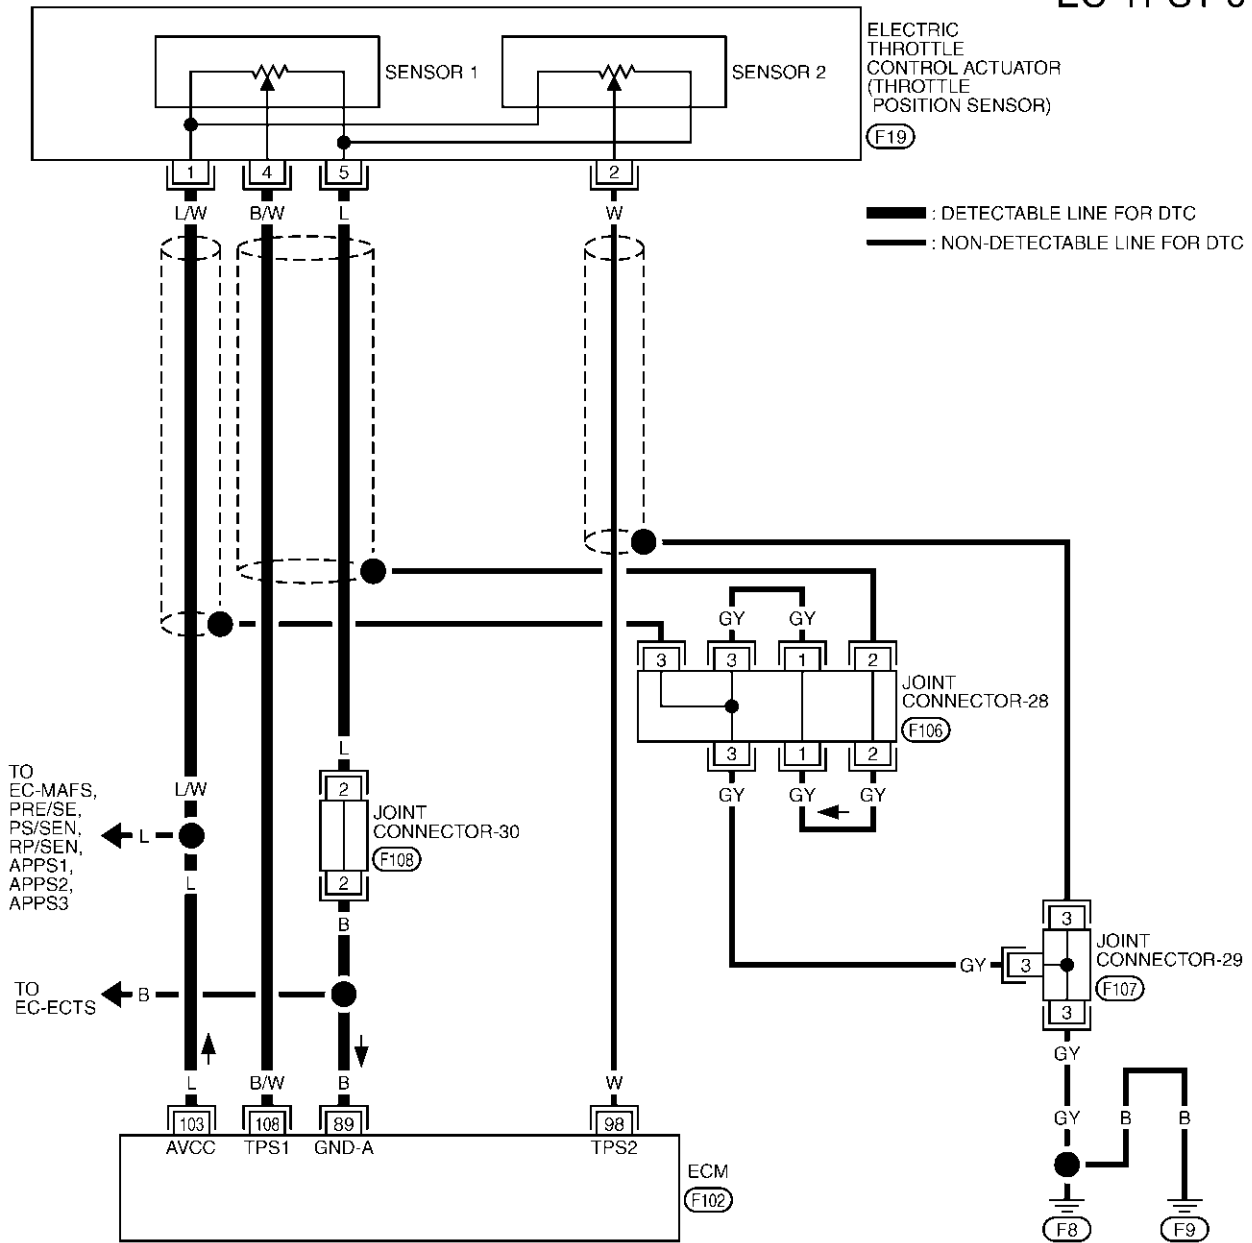 ELECTRIC
THROTTLE
CONTROL ACTUATOR
(THROTTLE
POSITION SENSOR)
F19
SENSOR 1
SENSOR 2
1
4
5
2
L/W
B/W
L
W
: DETECTABLE LINE FOR DTC
: NON-DETECTABLE LINE FOR DTC
GY
GY
3
3
1
2
JOINT
CONNECTOR-28
F106
3
1
2
GY
GY
GY
L
L/W
TO
EC-MAFS,
PRE/SE,
PS/SEN,
RP/SEN,
APPS1,
APPS2,
APPS3
L
L
2
JOINT
CONNECTOR-30
F108
2
B
3
GY
3
JOINT
CONNECTOR-29
F107
3
TO
EC-ECTS
B
GY
GY
B
B
L
B/W
B
W
103
108
89
98
AVCC
TPS1
GND-A
TPS2
ECM
F102
F8
F9